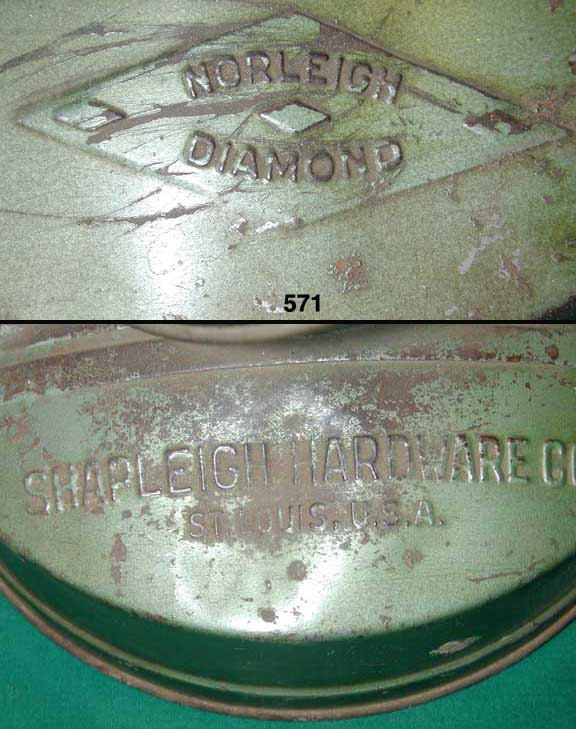 NORLEIGH
DIAMOND
571
SHAPLEIGH HARDWARE CO
ST. LOUIS, U.S.A.